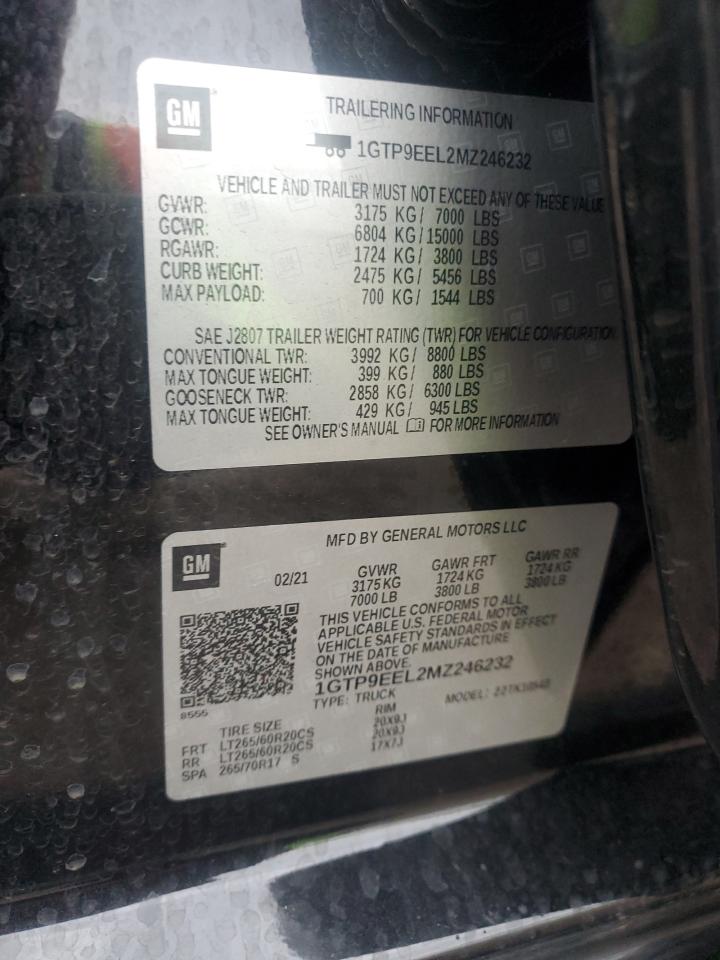 GM
TRAILERING INFORMATION
1GTP9EEL2MZ246232
VEHICLE AND TRAILER MUST NOT EXCEED ANY OF THESE VALUE
GVWR: 3175 KG/ 7000 LBS
GCWR: 6804 KG/15000 LBS
RGAWR: 1724 KG/ 3800 LBS
CURB WEIGHT: 2475 KG/ 5456 LBS
MAX PAYLOAD: 700 KG/ 1544 LBS
SAE J2807 TRAILER WEIGHT RATING (TWR) FOR VEHICLE CONFIGURATION
CONVENTIONAL TWR: 3992 KG/ 8800 LBS
MAX TONGUE WEIGHT: 399 KG/ 880 LBS
GOOSENECK TWR: 2858 KG/ 6300 LBS
MAX TONGUE WEIGHT: 429 KG/ 945 LBS
SEE OWNER'S MANUAL FOR MORE INFORMATION
GM
MFD BY GENERAL MOTORS LLC
02/21 GVWR GAWR FRT GAWR RR
3175 KG 1724 KG 1724 KG
7000 LB 3800 LB 3800 LB
THIS VEHICLE CONFORMS TO ALL
APPLICABLE U.S. FEDERAL MOTOR
VEHICLE SAFETY STANDARDS IN EFFECT
ON THE DATE OF MANUFACTURE
SHOWN ABOVE.
1GTP9EEL2MZ246232
8555
TYPE: TRUCK MODEL:
TIRE SIZE RIM
FRT LT265/60R20CS 20X9J
RR LT265/60R20CS 20X9J
SPA 265/70R17 S 17X7J